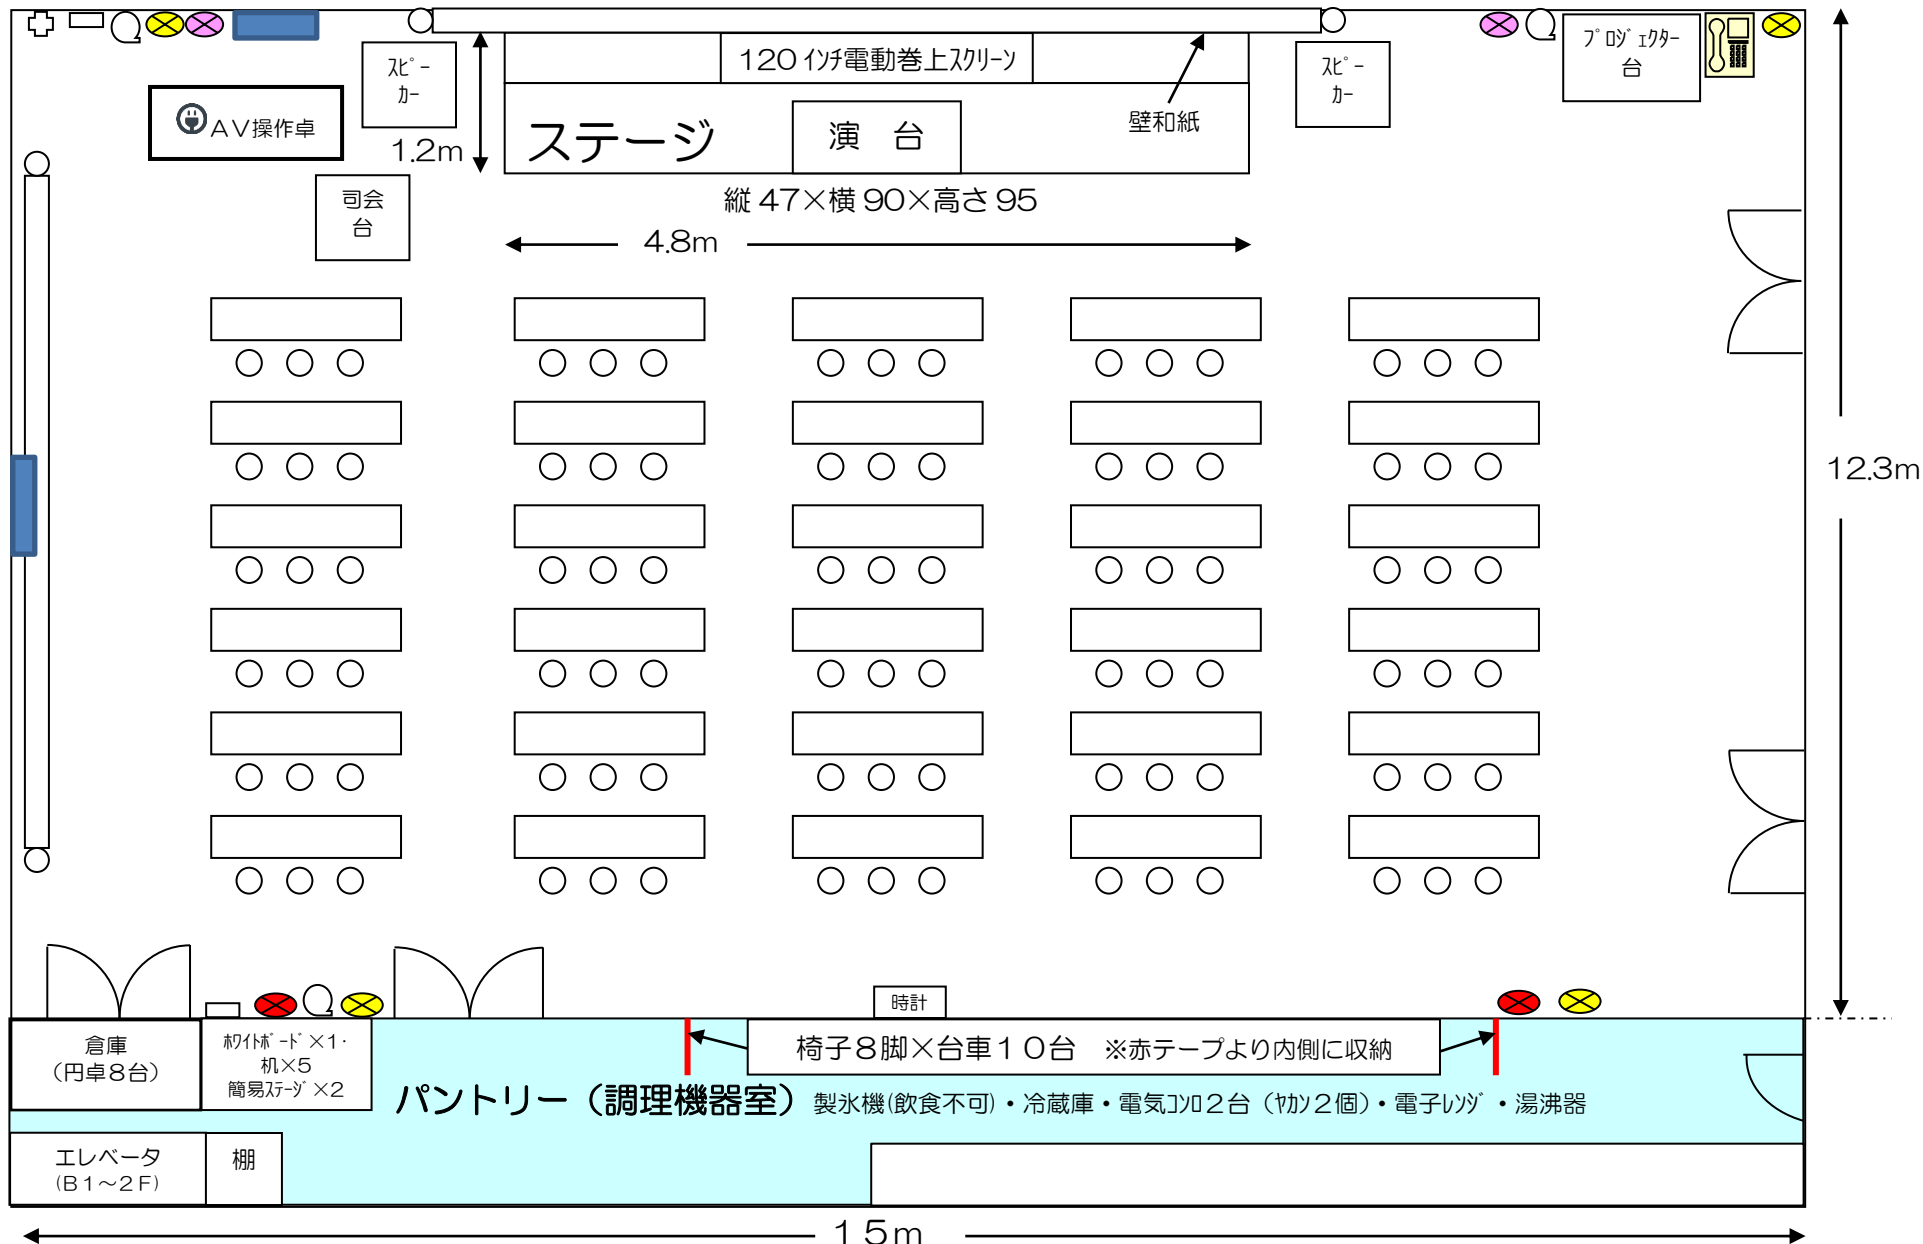 120 ｲﾝﾁ電動巻上ｽｸﾘｰﾝ
ﾌﾟﾛｼﾞｪｸﾀｰ
台
ｽﾋﾟｰ
ｶｰ
ｽﾋﾟｰ
ｶｰ
AV操作卓
1.2m
ステージ
演　台
壁和紙
司会
台
縦 47×横 90×高さ 95
4.8m
12.3m
時計
倉庫
（円卓８台）
ﾎﾜｲﾄﾎﾞｰﾄﾞ×1・
机×5
簡易ｽﾃｰｼﾞ×2
椅子８脚×台車１０台　※赤テープより内側に収納
パントリー（調理機器室）製氷機(飲食不可)・冷蔵庫・電気ｺﾝﾛ２台（ﾔｶﾝ２個）・電子ﾚﾝｼﾞ・湯沸器
エレベータ
(Ｂ１～２Ｆ)
棚
１５ｍ